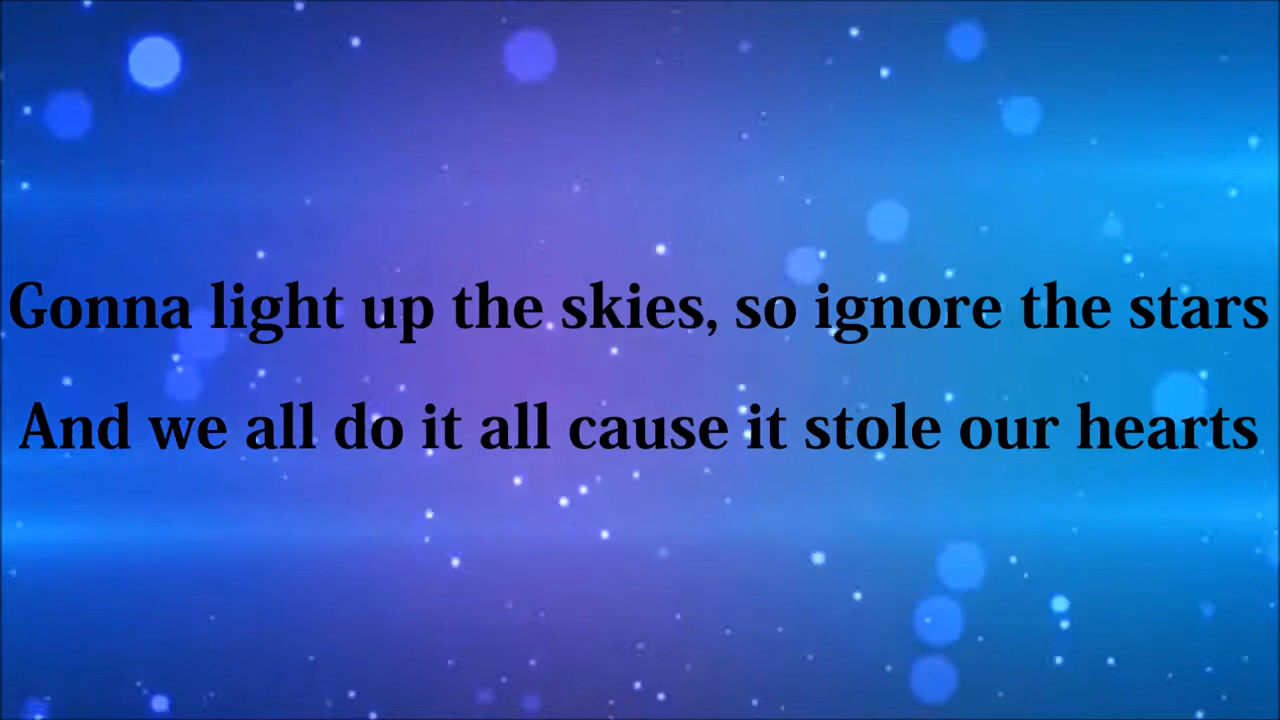 Gonna light up the skies, so ignore the stars
And we all do it all cause it stole our hearts